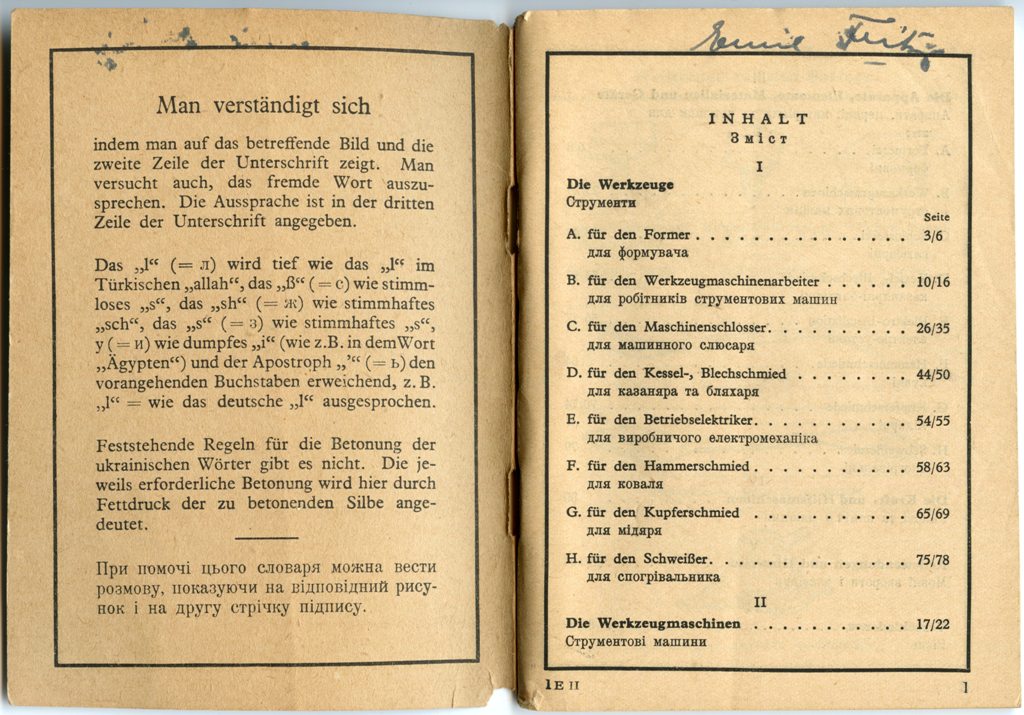 Man verständigt sich
indem man auf das betreffende Bild und die
zweite Zeile der Unterschrift zeigt. Man
versucht auch, das fremde Wort auszu-
sprechen. Die Aussprache ist in der dritten
Zeile der Unterschrift angegeben.
Das „l“ (= л) wird tief wie das „l“ im
Türkischen „allah“, das „ß“ (= с) wie stimm-
loses „s“, das „sh“ (= ж) wie stimmhaftes
„sch“, das „s“ (= з) wie stimmhaftes „s“,
y (= и) wie dumpfes „i“ (wie z.B. in dem Wort
„Ägypten“) und der Apostroph „’“ (= ь) den
vorangehenden Buchstaben erweichend, z. B.
„l“ = wie das deutsche „l“ ausgesprochen.
Feststehende Regeln für die Betonung der
ukrainischen Wörter gibt es nicht. Die je-
weils erforderliche Betonung wird hier durch
Fettdruck der zu betonenden Silbe ange-
deutet.
При помочі цього словаря можна вести
розмову, показуючи на відповідний рису-
нок і на другу стрічку підпису.
Emil Fritz
INHALT
Зміст
I
Die Werkzeuge
Струменти
Seite
A. für den Former . . . . . . . . . . . . . . . 3/6
для формувача
B. für den Werkzeugmaschinenarbeiter . . . . . . 10/16
для робітників струментових машин
C. für den Maschinenschlosser. . . . . . . . . . 26/35
для машинного слюсаря
D. für den Kessel-, Blechschmied . . . . . . . . 44/50
для казаняра та бляхаря
E. für den Betriebselektriker. . . . . . . . . . . 54/55
для виробничого електромеханіка
F. für den Hammerschmied. . . . . . . . . . . 58/63
для коваля
G. für den Kupferschmied . . . . . . . . . . . 65/69
для мідяра
H. für den Schweißer. . . . . . . . . . . . . . 75/78
для спогрівальника
II
Die Werkzeugmaschinen . . . . . . . . . . . 17/22
Струментові машини
1E II
1